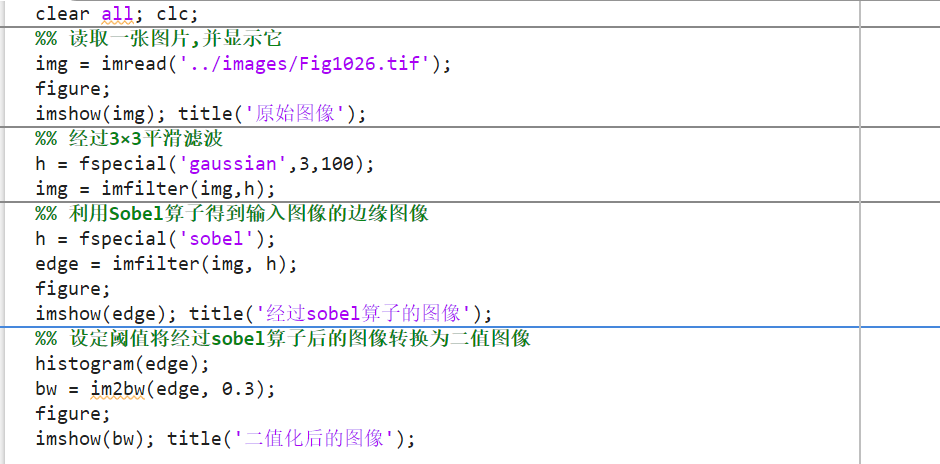 clear all; clc;
%% 读取一张图片,并显示它
img = imread('../images/Fig1026.tif');
figure;
imshow(img); title('原始图像');
%% 经过3×3平滑滤波
h = fspecial('gaussian',3,100);
img = imfilter(img,h);
%% 利用Sobel算子得到输入图像的边缘图像
h = fspecial('sobel');
edge = imfilter(img, h);
figure;
imshow(edge); title('经过sobel算子的图像');
%% 设定阈值将经过sobel算子后的图像转换为二值图像
histogram(edge);
bw = im2bw(edge, 0.3);
figure;
imshow(bw); title('二值化后的图像');